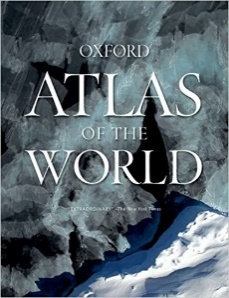 OXFORD
ATLAS
OF THE
WORLD
"EXTRAORDINARY" -The New York Times